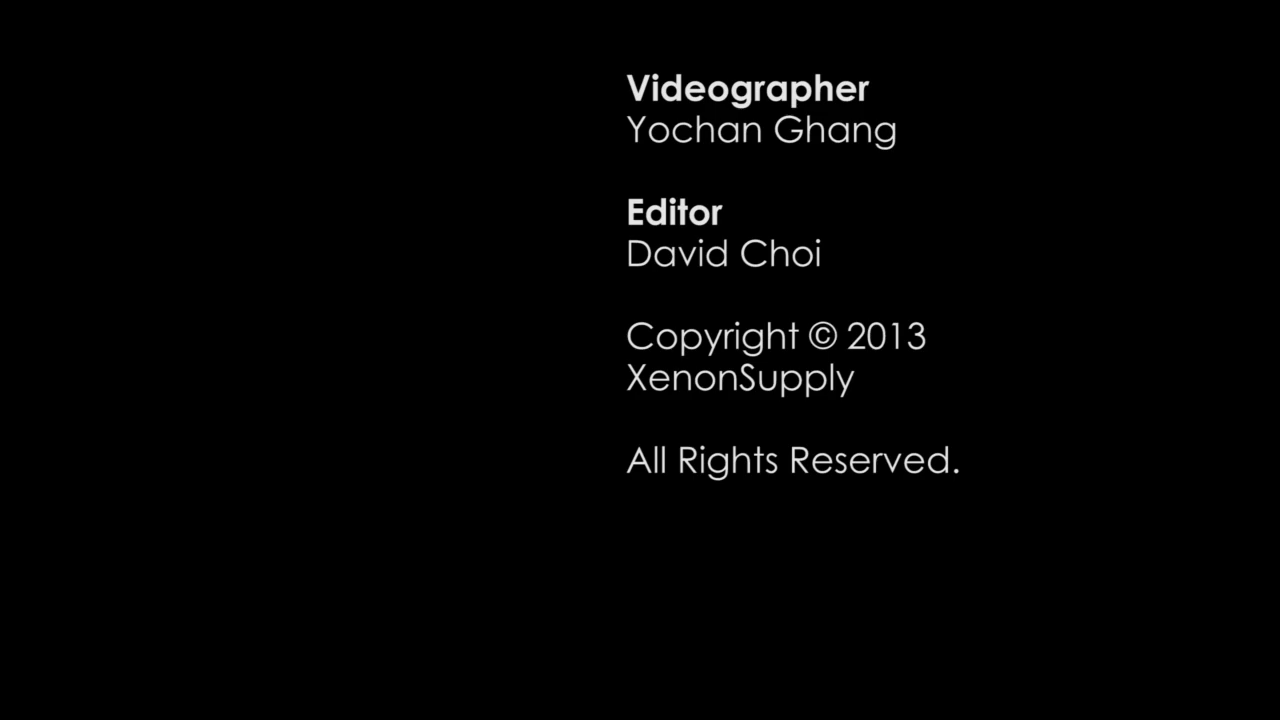 Videographer
Yochan Ghang
Editor
David Choi
Copyright © 2013
XenonSupply
All Rights Reserved.